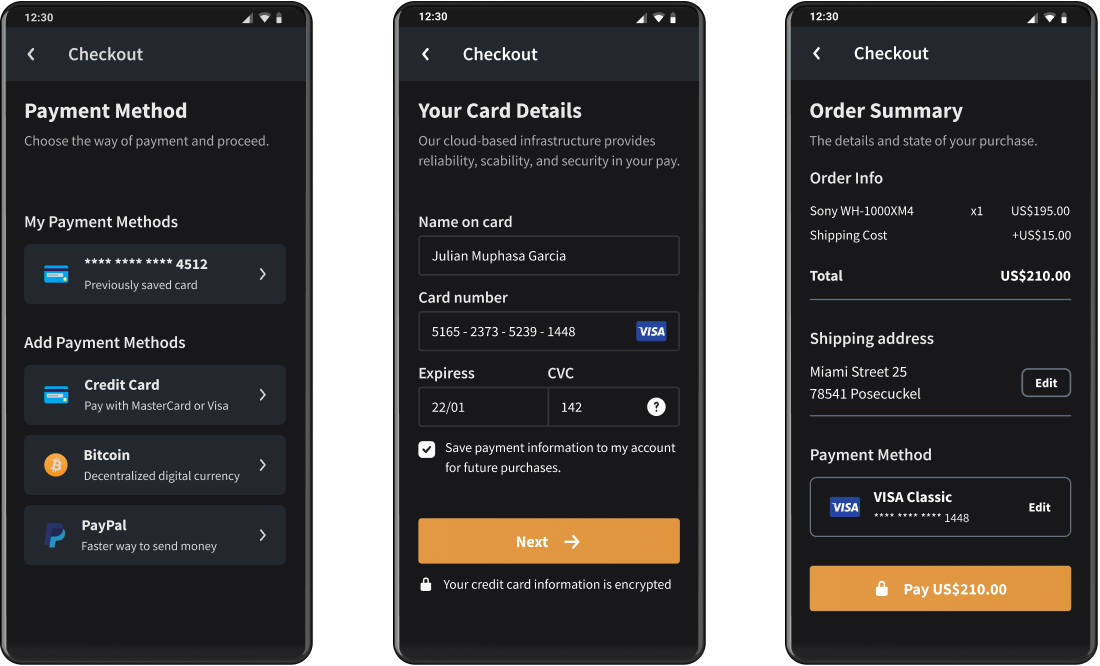 12:30
Checkout
Payment Method
Choose the way of payment and proceed.
My Payment Methods
**** **** **** 4512
Previously saved card
Add Payment Methods
Credit Card
Pay with MasterCard or Visa
Bitcoin
Decentralized digital currency
PayPal
Faster way to send money
12:30
Checkout
Your Card Details
Our cloud-based infrastructure provides
reliability, scability, and security in your pay.
Name on card
Julian Muphasa Garcia
Card number
5165 - 2373 - 5239 - 1448 VISA
Expiress CVC
22/01 142 ?
Save payment information to my account
for future purchases.
Next
Your credit card information is encrypted
12:30
Checkout
Order Summary
The details and state of your purchase.
Order Info
Sony WH-1000XM4 x1 US$195.00
Shipping Cost +US$15.00
Total US$210.00
Shipping address
Miami Street 25
78541 Posecuckel
Edit
Payment Method
VISA VISA Classic
**** **** **** 1448
Edit
Pay US$210.00